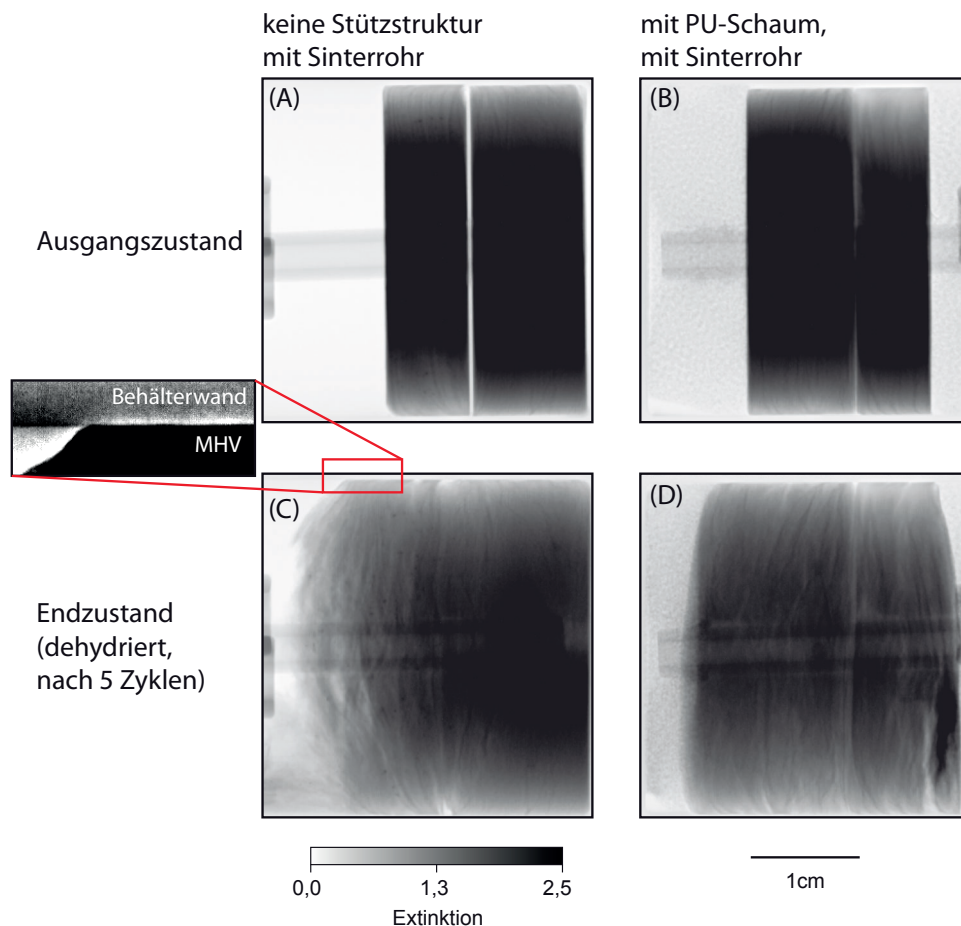 keine Stützstruktur
mit Sinterrohr
mit PU-Schaum,
mit Sinterrohr
(A)
(B)
Ausgangszustand
Behälterwand
MHV
(C)
(D)
Endzustand
(dehydriert,
nach 5 Zyklen)
0,0
1,3
2,5
Extinktion
1cm